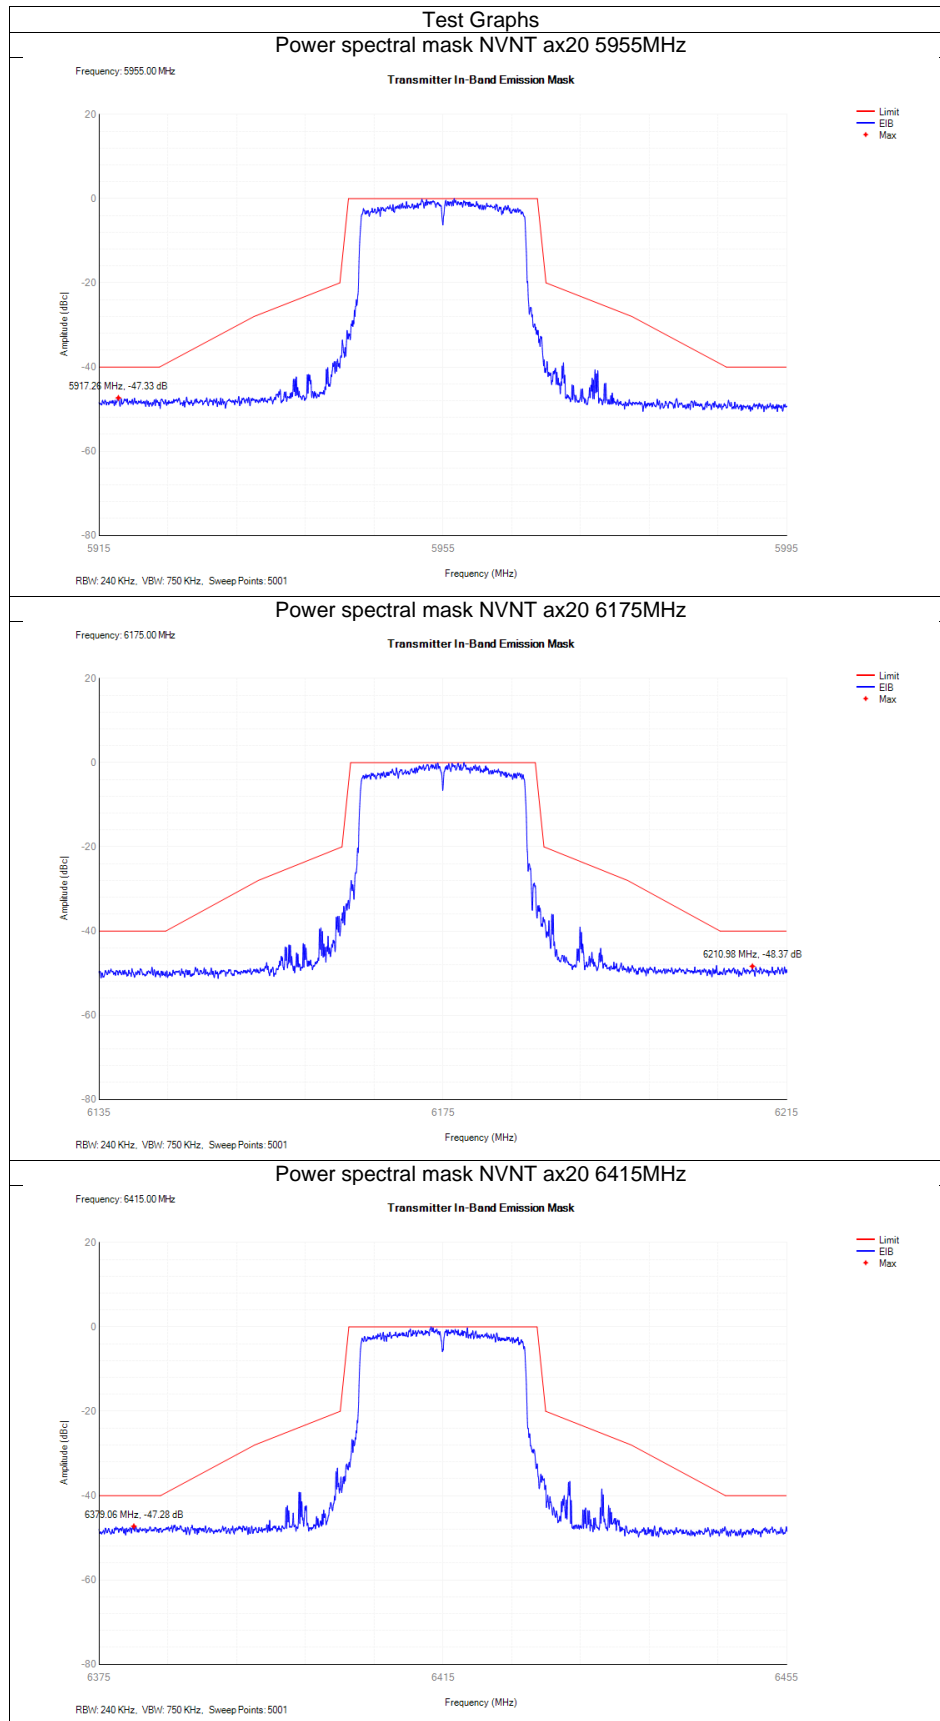 Test Graphs
Power spectral mask NVNT ax20 5955MHz
Frequency: 5955.00 MHz
Transmitter In-Band Emission Mask
Limit
EIB
Max
20
0
-20
-40
-60
-80
Amplitude [dBc]
5917.26 MHz, -47.33 dB
5915
5955
5995
Frequency (MHz)
RBW: 240 KHz, VBW: 750 KHz, Sweep Points: 5001
Power spectral mask NVNT ax20 6175MHz
Frequency: 6175.00 MHz
Transmitter In-Band Emission Mask
Limit
EIB
Max
20
0
-20
-40
-60
-80
Amplitude [dBc]
6210.98 MHz, -48.37 dB
6135
6175
6215
Frequency (MHz)
RBW: 240 KHz, VBW: 750 KHz, Sweep Points: 5001
Power spectral mask NVNT ax20 6415MHz
Frequency: 6415.00 MHz
Transmitter In-Band Emission Mask
Limit
EIB
Max
20
0
-20
-40
-60
-80
Amplitude [dBc]
6379.06 MHz, -47.28 dB
6375
6415
6455
Frequency (MHz)
RBW: 240 KHz, VBW: 750 KHz, Sweep Points: 5001